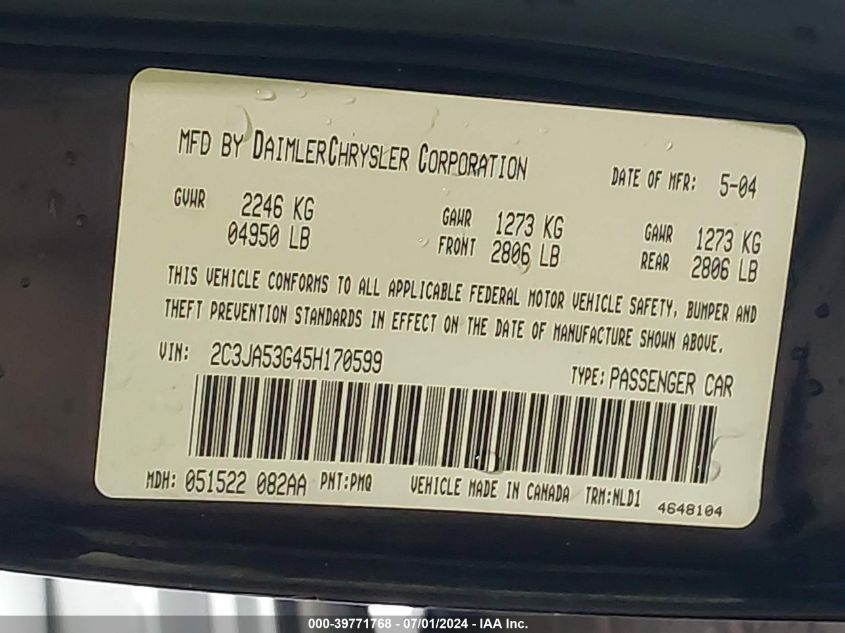 MFD BY DAIMLERCHRYSLER CORPORATION DATE OF MFR: 5-04
GVWR 2246 KG GAWR 1273 KG GAWR 1273 KG
04950 LB FRONT 2806 LB REAR 2806 LB
THIS VEHICLE CONFORMS TO ALL APPLICABLE FEDERAL MOTOR VEHICLE SAFETY, BUMPER AND
THEFT PREVENTION STANDARDS IN EFFECT ON THE DATE OF MANUFACTURE SHOWN ABOVE.
VIN: 2C3JA53G45H170599 TYPE: PASSENGER CAR
MDH: 051522 082AA PNT:PMQ VEHICLE MADE IN CANADA TRM:NLD1
4648104
000-39771768 - 07/01/2024 - IAA Inc.